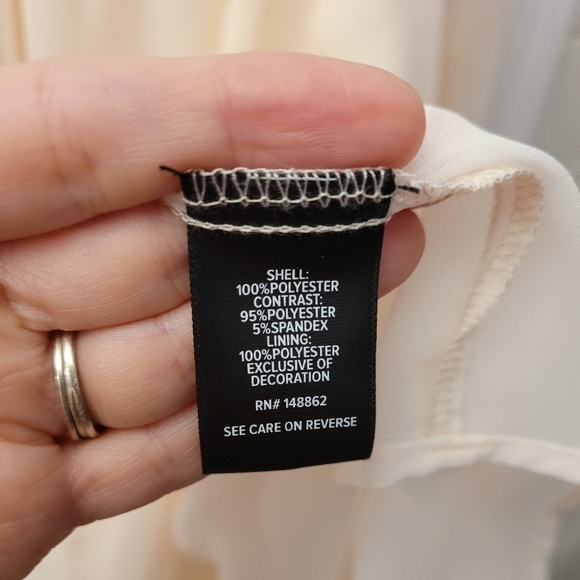 SHELL:
100%POLYESTER
CONTRAST:
95%POLYESTER
5%SPANDEX
LINING:
100%POLYESTER
EXCLUSIVE OF
DECORATION
RN# 148862
SEE CARE ON REVERSE